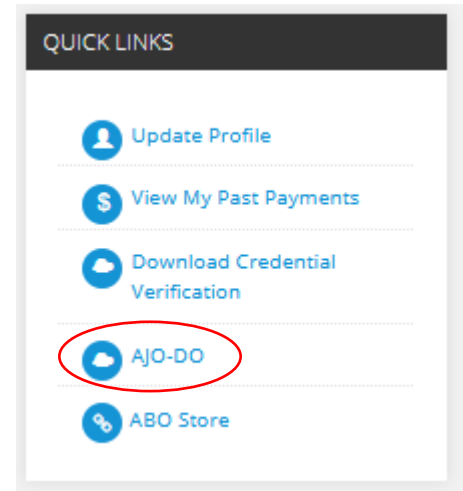 QUICK LINKS
Update Profile
$ View My Past Payments
Download Credential
Verification
AJO-DO
ABO Store